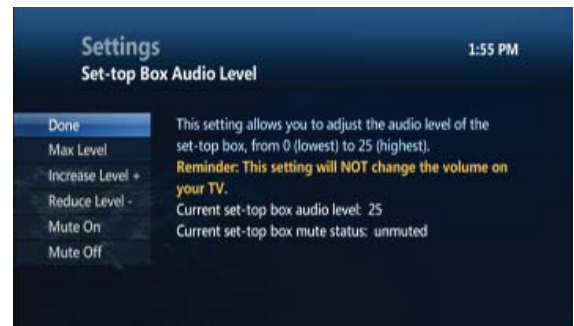 Settings
1:55 PM
Set-top Box Audio Level
Done
Max Level
Increase Level +
Reduce Level -
Mute On
Mute Off
This setting allows you to adjust the audio level of the
set-top box, from 0 (lowest) to 25 (highest).
Reminder: This setting will NOT change the volume on
your TV.
Current set-top box audio level: 25
Current set-top box mute status: unmuted